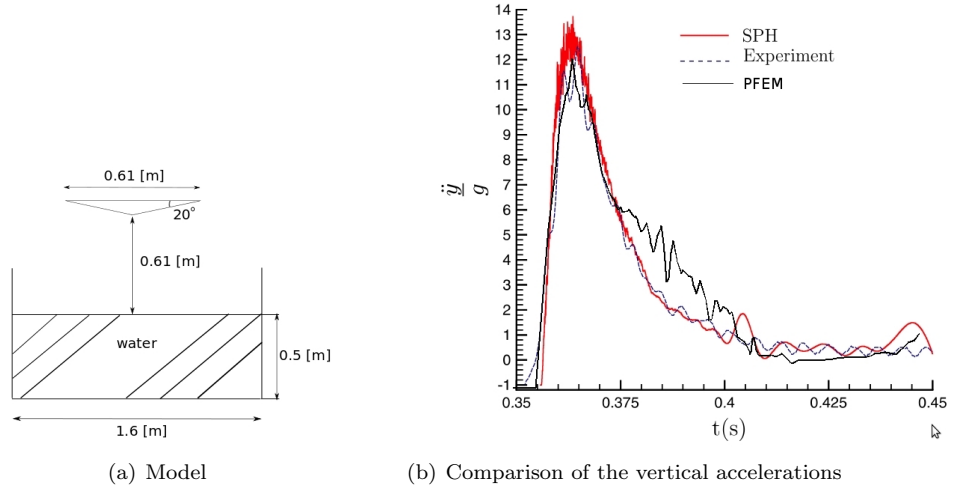 0.61 [m]
20°
0.61 [m]
water
0.5 [m]
1.6 [m]
(a) Model
14
13
12
11
10
9
8
7
6
5
4
3
2
1
0
-1
ÿ
g
SPH
Experiment
PFEM
0.35
0.375
0.4
0.425
0.45
t(s)
(b) Comparison of the vertical accelerations